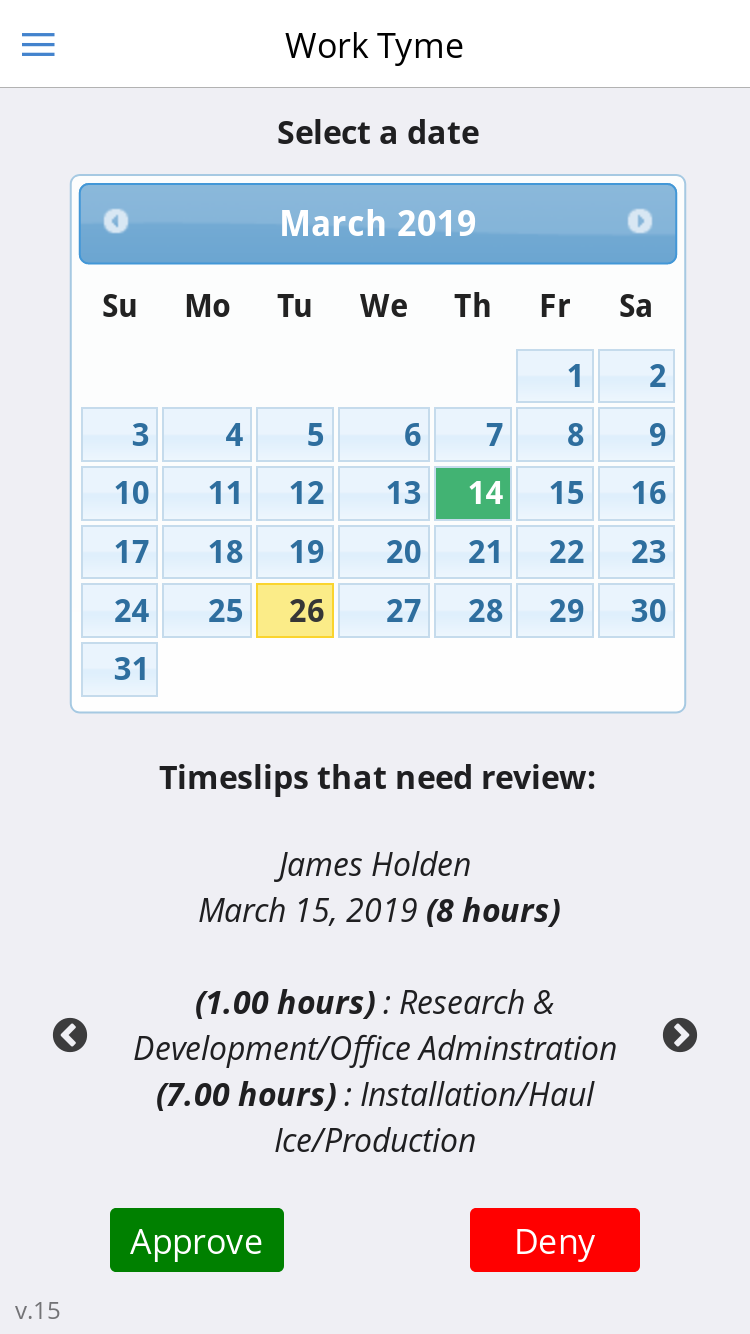 Work Tyme
Select a date
March 2019
Su Mo Tu We Th Fr Sa
1 2
3 4 5 6 7 8 9
10 11 12 13 14 15 16
17 18 19 20 21 22 23
24 25 26 27 28 29 30
31
Timeslips that need review:
James Holden
March 15, 2019 (8 hours)
(1.00 hours) : Research &
Development/Office Adminstration
(7.00 hours) : Installation/Haul
Ice/Production
Approve Deny
v.15